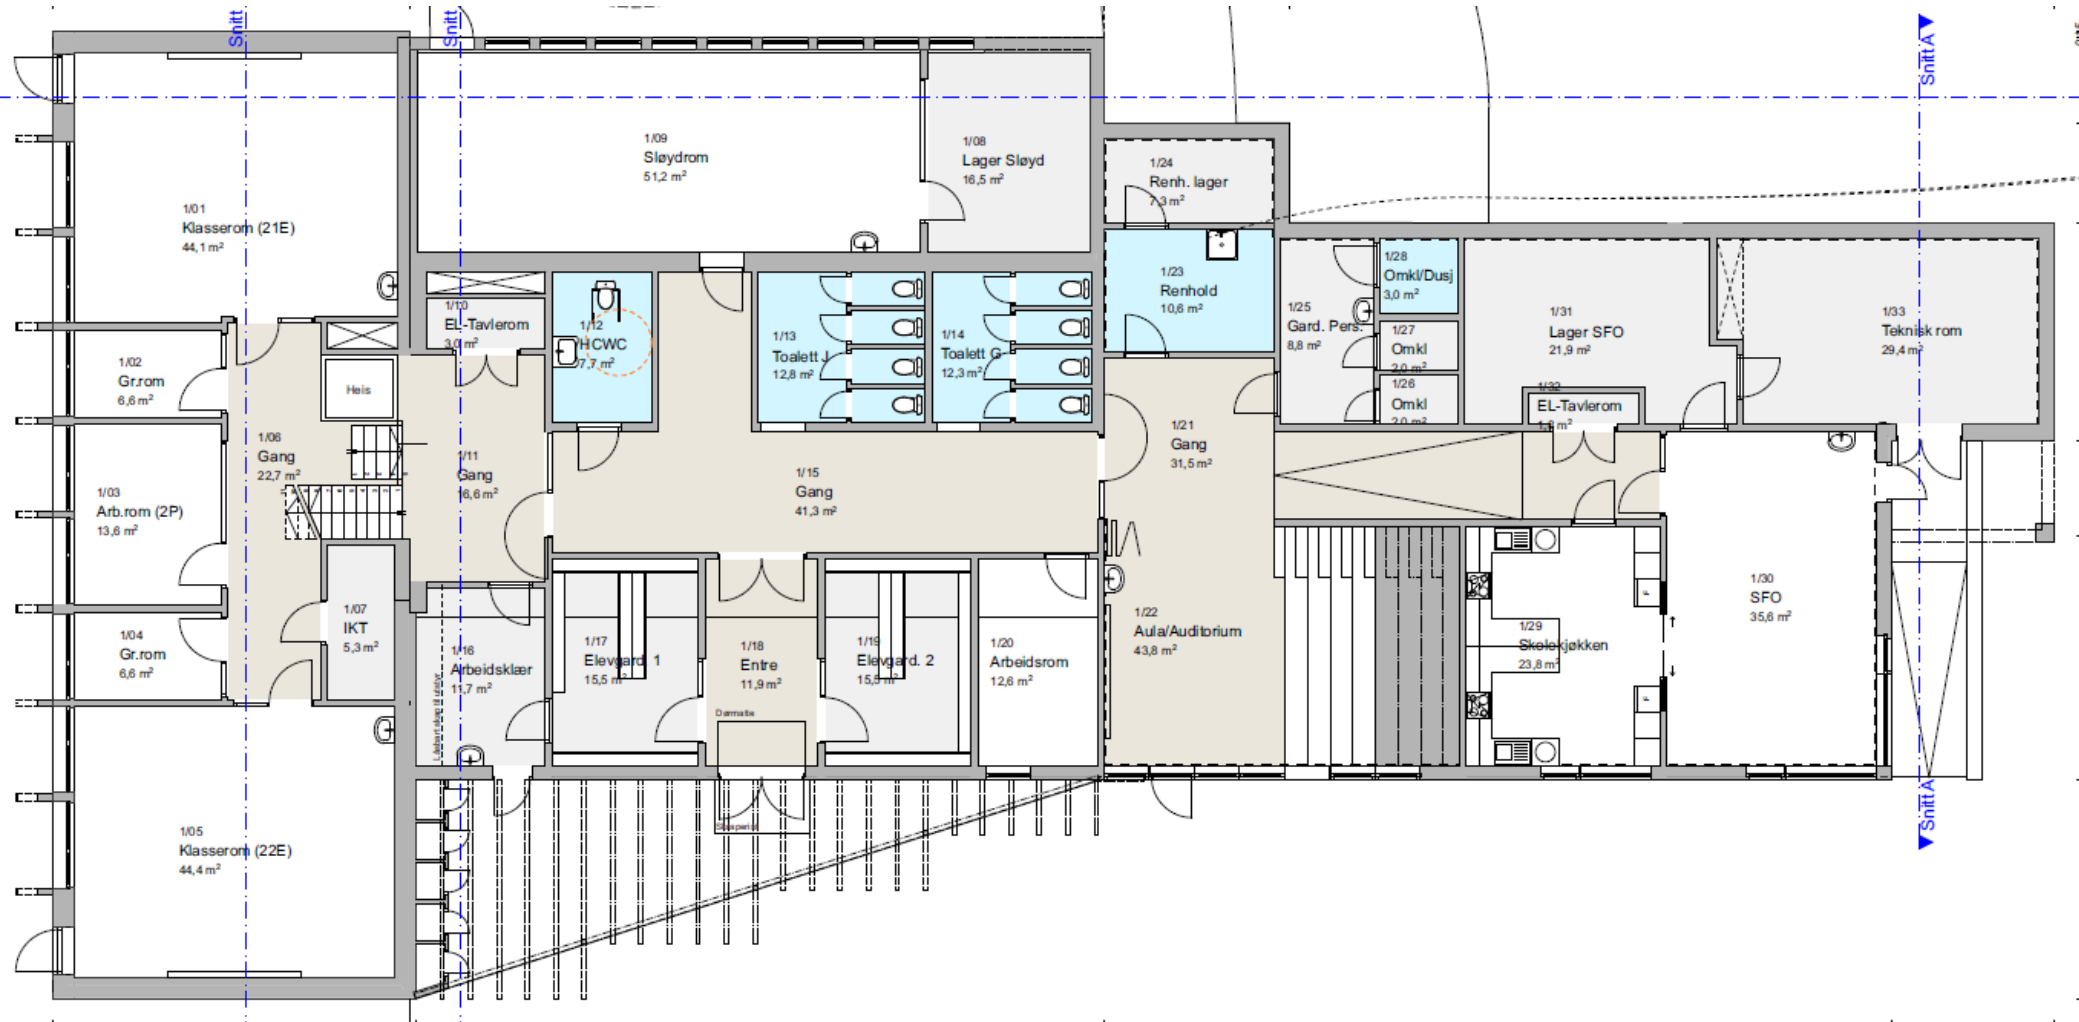 Snitt
Snitt
Snitt A
1/01
Klasserom (21E)
44,1 m²
1/09
Sløydrom
51,2 m²
1/08
Lager Sløyd
16,5 m²
1/24
Renh. lager
7,3 m²
1/23
Renhold
10,6 m²
1/28
Omkl/Dusj
3,0 m²
1/25
Gard. Pers.
8,8 m²
1/27
Omkl
2,0 m²
1/26
Omkl
2,0 m²
1/31
Lager SFO
21,9 m²
1/33
Teknisk rom
29,4 m²
1/32
EL-Tavlerom
1/10
EL-Tavlerom
3,0 m²
1/12
HCWC
7,7 m²
1/13
Toalett J
12,8 m²
1/14
Toalett G
12,3 m²
1/02
Gr.rom
6,6 m²
Heis
1/06
Gang
22,7 m²
1/11
Gang
16,6 m²
1/03
Arb.rom (2P)
13,6 m²
1/15
Gang
41,3 m²
1/21
Gang
31,5 m²
1/04
Gr.rom
6,6 m²
1/07
IKT
5,3 m²
1/16
Arbeidsklær
11,7 m²
1/17
Elevgard. 1
15,5 m²
1/18
Entre
11,9 m²
Dørmatte
1/19
Elevgard. 2
15,5 m²
1/20
Arbeidsrom
12,6 m²
1/22
Aula/Auditorium
43,8 m²
1/29
Skolekjøkken
23,8 m²
F
F
1/30
SFO
35,6 m²
1/05
Klasserom (22E)
44,4 m²
Snitt A